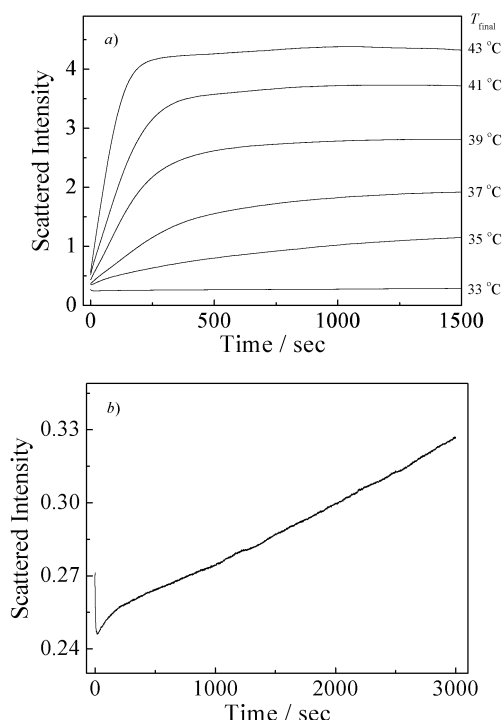 a)
T final
43 °C
41 °C
39 °C
37 °C
35 °C
33 °C
Scattered Intensity
4
3
2
1
0
0 500 1000 1500
Time / sec
b)
Scattered Intensity
0.33
0.30
0.27
0.24
0 1000 2000 3000
Time / sec